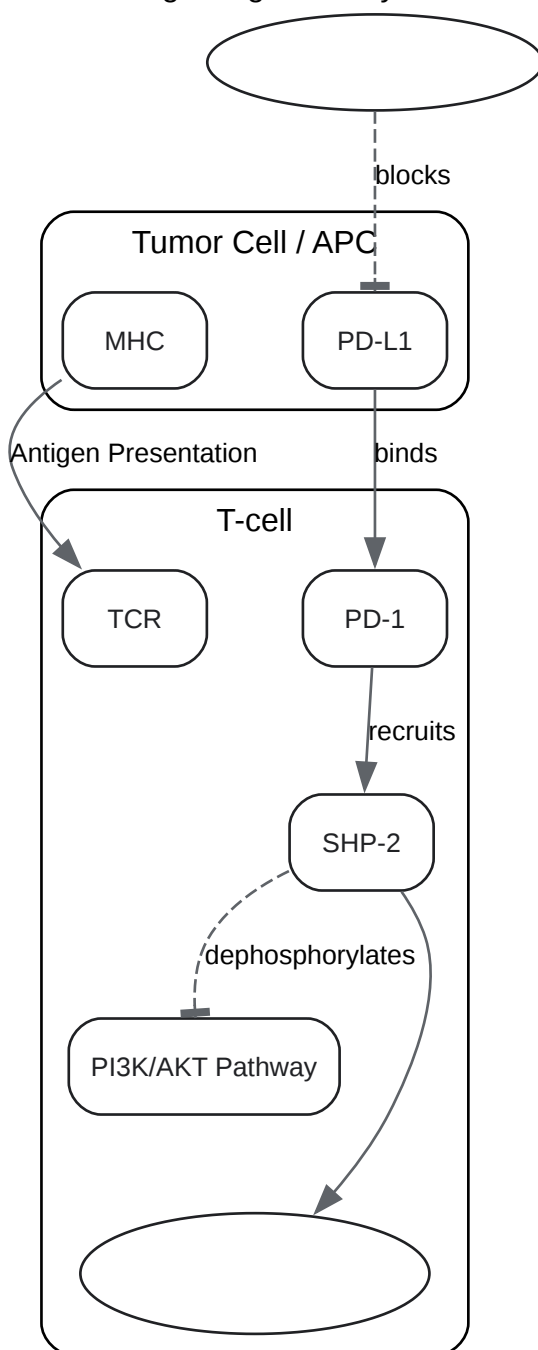 blocks
Tumor Cell / APC
MHC
PD-L1
Antigen Presentation
binds
T-cell
TCR
PD-1
recruits
SHP-2
dephosphorylates
PI3K/AKT Pathway